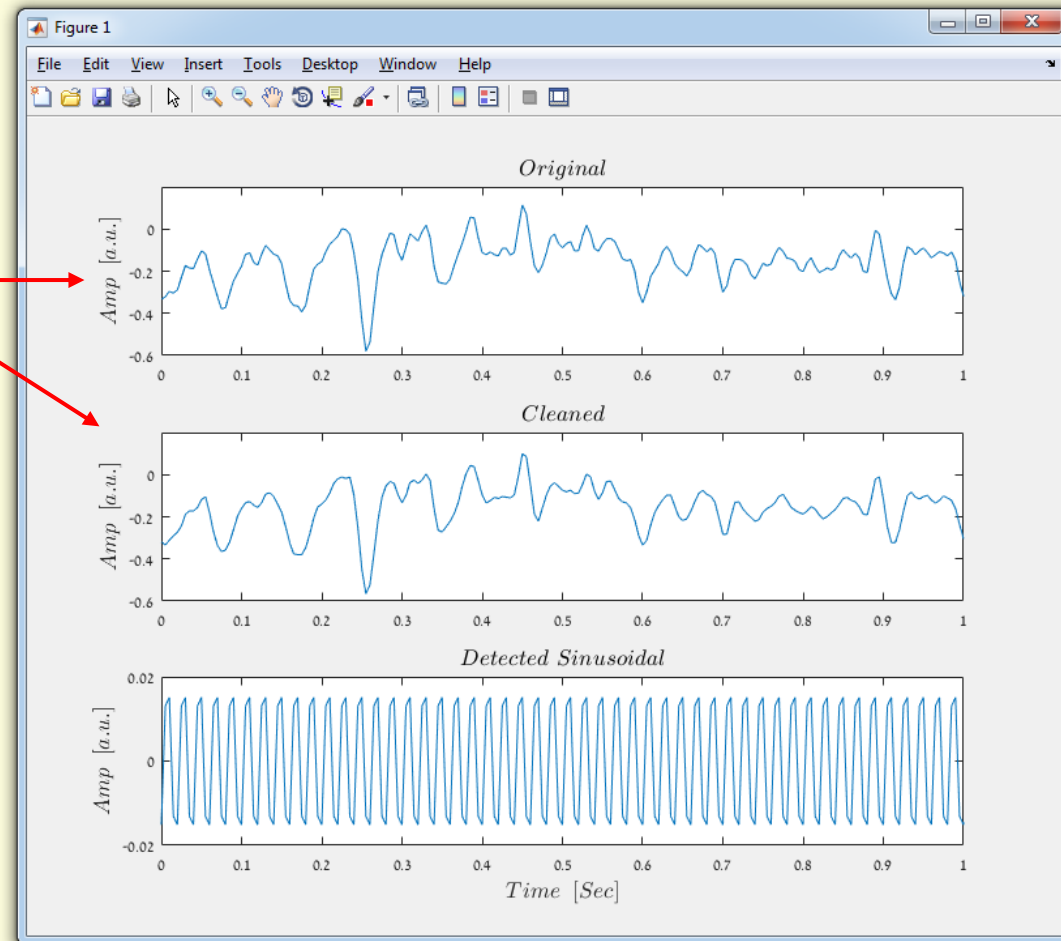 Figure 1
File Edit View Insert Tools Desktop Window Help
Original
Amp [a.u.]
0
-0.2
-0.4
-0.6
0 0.1 0.2 0.3 0.4 0.5 0.6 0.7 0.8 0.9 1
Cleaned
Amp [a.u.]
0
-0.2
-0.4
-0.6
0 0.1 0.2 0.3 0.4 0.5 0.6 0.7 0.8 0.9 1
Detected Sinusoidal
Amp [a.u.]
0.02
0
-0.02
0 0.1 0.2 0.3 0.4 0.5 0.6 0.7 0.8 0.9 1
Time [Sec]